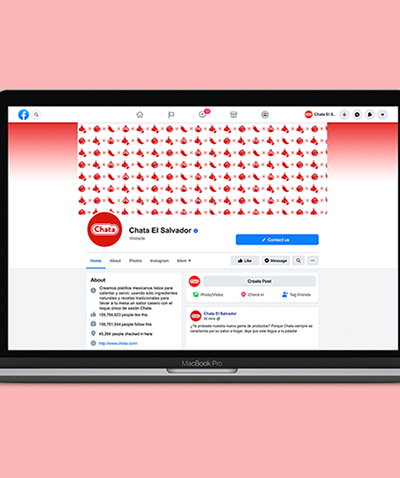 Chata El S..
Chata
Chata El Salvador
Website
Contact us
Home About Photos Instagram More
Like Message
About
Creamos platillos mexicanos listos para
calentar y servir, usando sólo ingredientes
naturales y recetas tradicionales para
llevar a tu mesa un sabor casero con el
toque único de sazón Chata.
155,784,823 people like this
155,781,544 people follow this
45,284 people checked in here
http://www.chata.com/
Create Post
Photo/Video Check in Tag Friends
Chata El Salvador
30 mins
¿Ya probaste nuestra nueva gama de productos? Porque Chata siempre se
caracteriza por su sabor a hogar, deja que este llegue a tu paladar
MacBook Pro